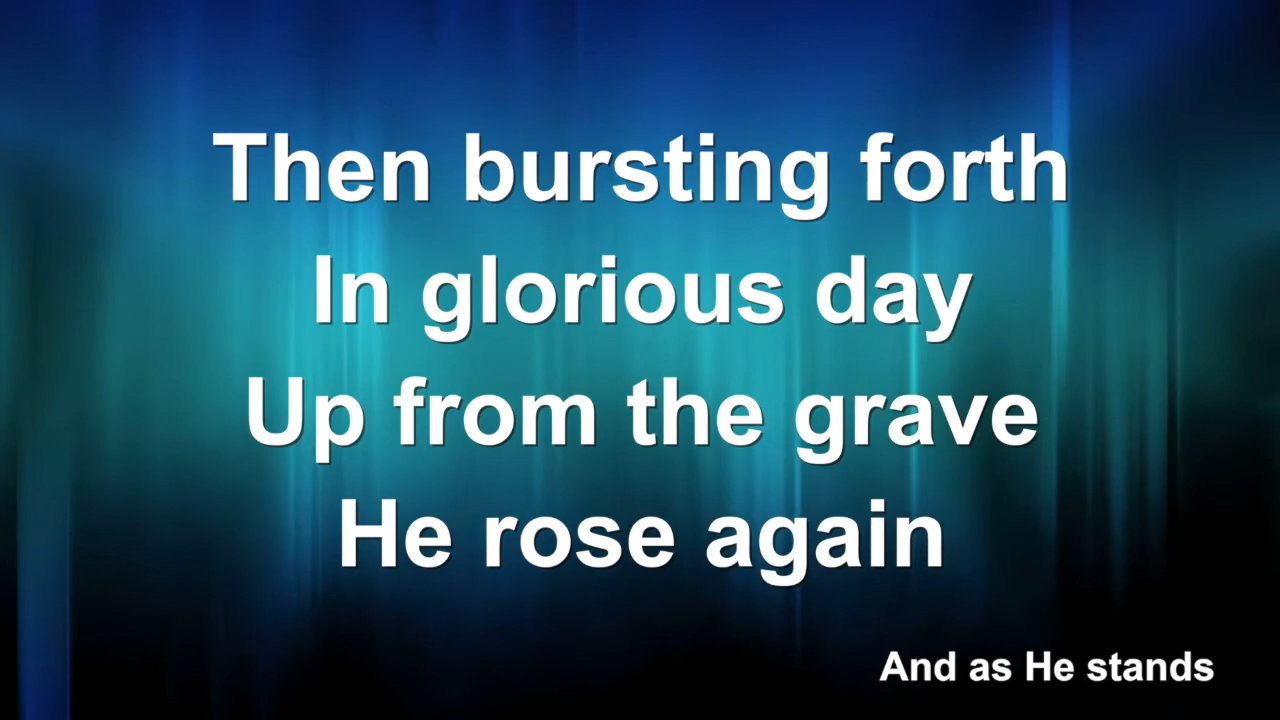 Then bursting forth
In glorious day
Up from the grave
He rose again
And as He stands